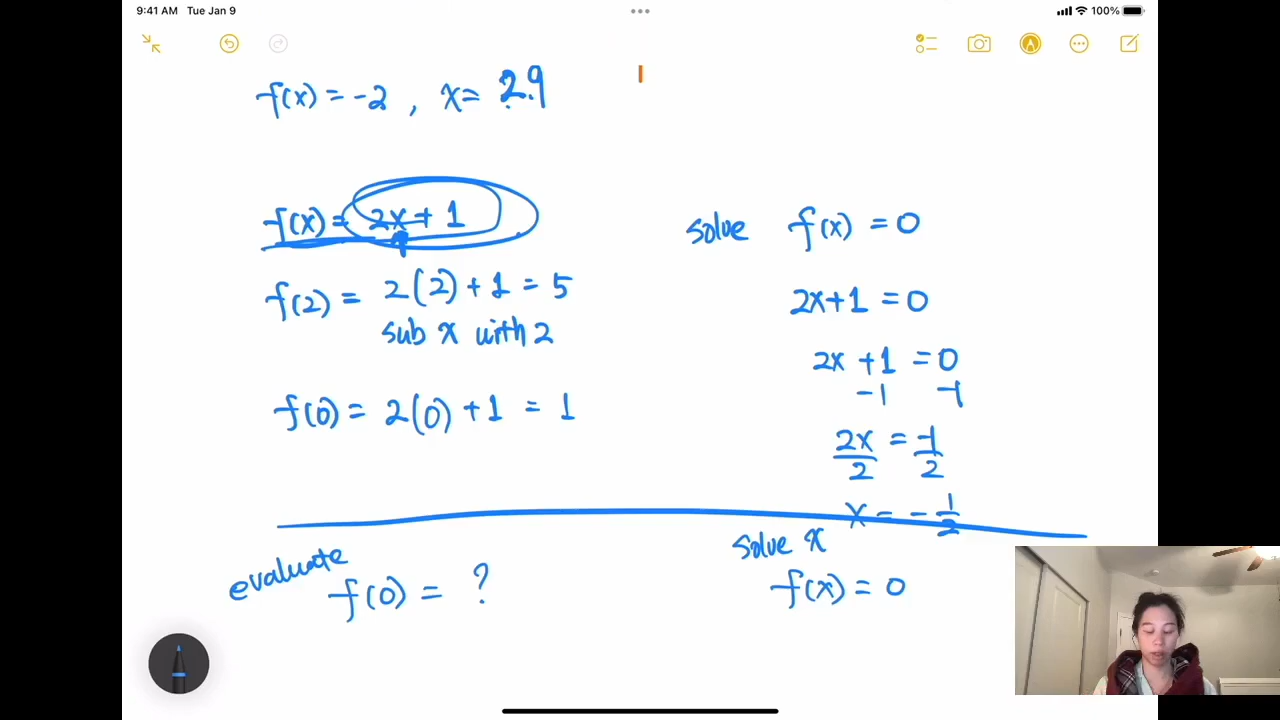 9:41 AM Tue Jan 9
100%
f(x) = -2 , x = 2.9
f(x) = 2x + 1
f(2) = 2(2) + 1 = 5
sub x with 2
f(0) = 2(0) + 1 = 1
solve f(x) = 0
2x+1 = 0
2x +1 = 0
-1 -1
2x/2 = -1/2
x = - 1/2
evaluate f(0) = ?
solve x
f(x) = 0